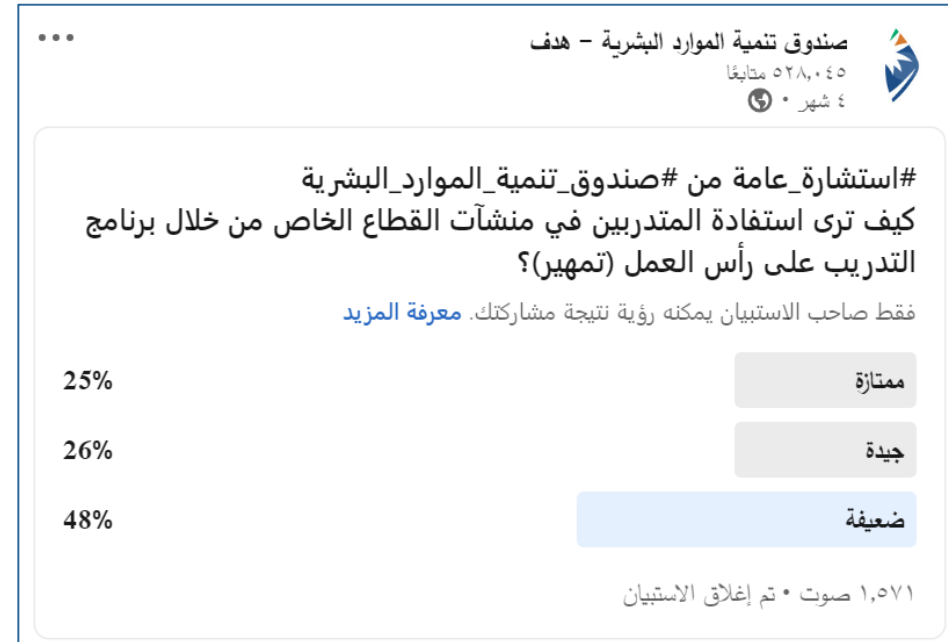 صندوق تنمية الموارد البشرية - هدف
٥٢٨,٠٤٥ متابعًا
٤ شهر •
#استشارة_عامة من #صندوق_تنمية_الموارد_البشرية
كيف ترى استفادة المتدربين في منشآت القطاع الخاص من خلال برنامج
التدريب على رأس العمل (تمهير)؟
فقط صاحب الاستبيان يمكنه رؤية نتيجة مشاركتك. معرفة المزيد
ممتازة 25%
جيدة 26%
ضعيفة 48%
١,٥٧١ صوت • تم إغلاق الاستبيان